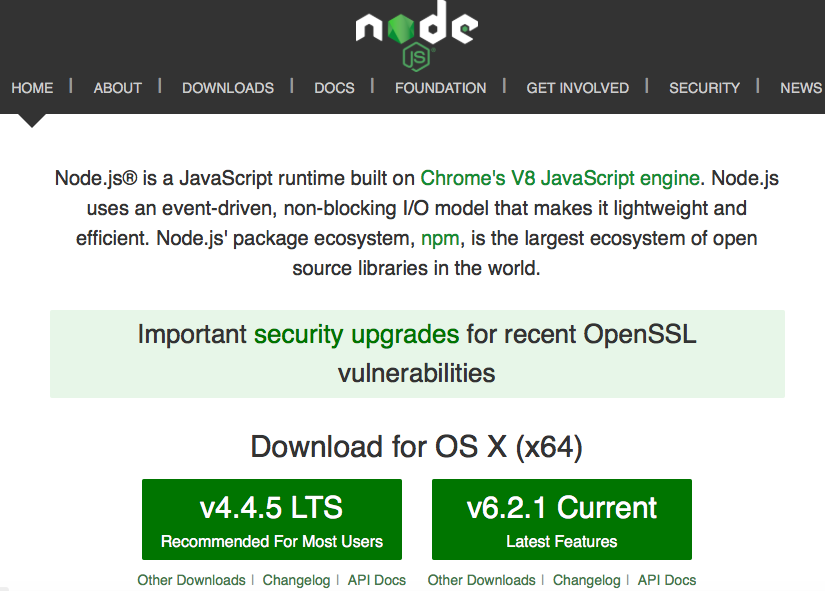 node
JS
HOME | ABOUT | DOWNLOADS | DOCS | FOUNDATION | GET INVOLVED | SECURITY | NEWS
Node.js® is a JavaScript runtime built on Chrome's V8 JavaScript engine. Node.js
uses an event-driven, non-blocking I/O model that makes it lightweight and
efficient. Node.js' package ecosystem, npm, is the largest ecosystem of open
source libraries in the world.
Important security upgrades for recent OpenSSL
vulnerabilities
Download for OS X (x64)
v4.4.5 LTS
Recommended For Most Users
v6.2.1 Current
Latest Features
Other Downloads | Changelog | API Docs
Other Downloads | Changelog | API Docs